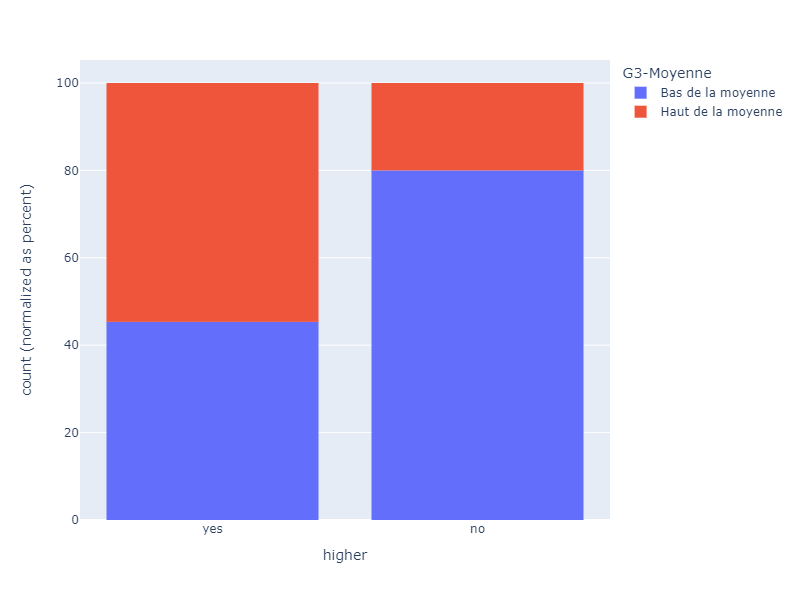 G3-Moyenne
Bas de la moyenne
Haut de la moyenne
count (normalized as percent)
100
80
60
40
20
0
yes
no
higher